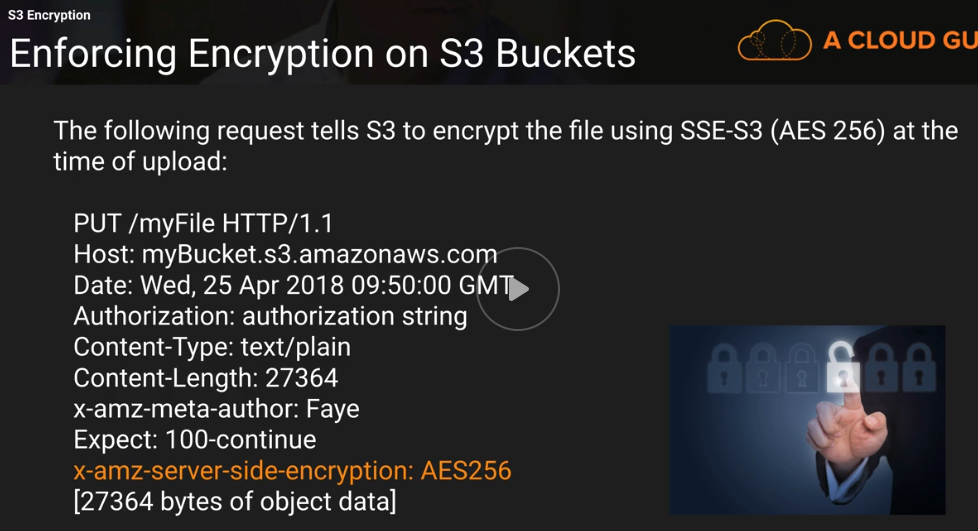 S3 Encryption
Enforcing Encryption on S3 Buckets
A CLOUD GU
The following request tells S3 to encrypt the file using SSE-S3 (AES 256) at the
time of upload:
PUT /myFile HTTP/1.1
Host: myBucket.s3.amazonaws.com
Date: Wed, 25 Apr 2018 09:50:00 GMT
Authorization: authorization string
Content-Type: text/plain
Content-Length: 27364
x-amz-meta-author: Faye
Expect: 100-continue
x-amz-server-side-encryption: AES256
[27364 bytes of object data]